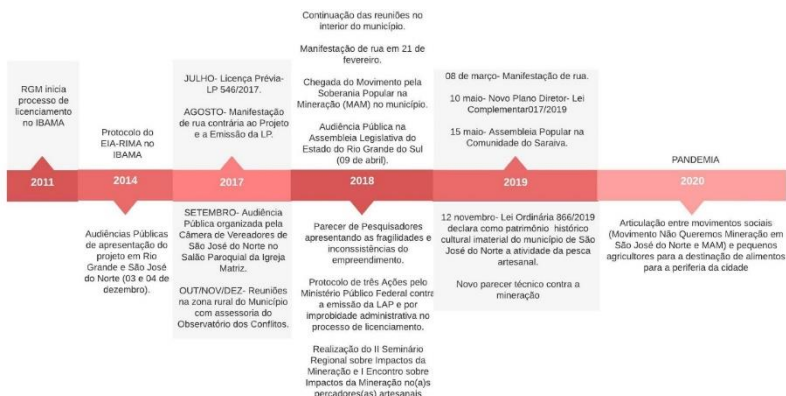 RGM inicia
processo de
licenciamento
no IBAMA
2011
Protocolo do
EIA-RIMA no
IBAMA
2014
Audiências Públicas
de apresentação do
projeto em Rio
Grande e São José
do Norte (03 e 04 de
dezembro).
JULHO- Licença Prévia-
LP 546/2017.
AGOSTO- Manifestação
de rua contrária ao Projeto
e a Emissão da LP.
2017
SETEMBRO- Audiência
Pública organizada pela
Câmera de Vereadores de
São José do Norte no
Salão Paroquial da Igreja
Matriz.
OUT/NOV/DEZ- Reuniões
na zona rural do Município
com assessoria do
Observatório dos Conflitos.
Continuação das reuniões no
interior do município.
Manifestação de rua em 21 de
fevereiro.
Chegada do Movimento pela
Soberania Popular na
Mineração (MAM) no município.
Audiência Pública na
Assembleia Legislativa do
Estado do Rio Grande do Sul
(09 de abril).
2018
Parecer de Pesquisadores
apresentando as fragilidades e
inconssistências do
empreendimento.
Protocolo de três Ações pelo
Ministério Público Federal contra
a emissão da LAP e por
improbidade administrativa no
processo de licenciamento.
Realização do II Seminário
Regional sobre Impactos da
Mineração e I Encontro sobre
Impactos da Mineração no(a)s
percadores(as) artesanais
08 de março- Manifestação de rua.
10 maio- Novo Plano Diretor- Lei
Complementar017/2019
15 maio- Assembleia Popular na
Comunidade do Saraiva.
2019
12 novembro- Lei Ordinária 866/2019
declara como patrimônio histórico
cultural imaterial do município de São
José do Norte a atividade da pesca
artesanal.
Novo parecer técnico contra a
mineração
PANDEMIA
2020
Articulação entre movimentos sociais
(Movimento Não Queremos Mineração em
São José do Norte e MAM) e pequenos
agricultores para a destinação de alimentos
para a periferia da cidade